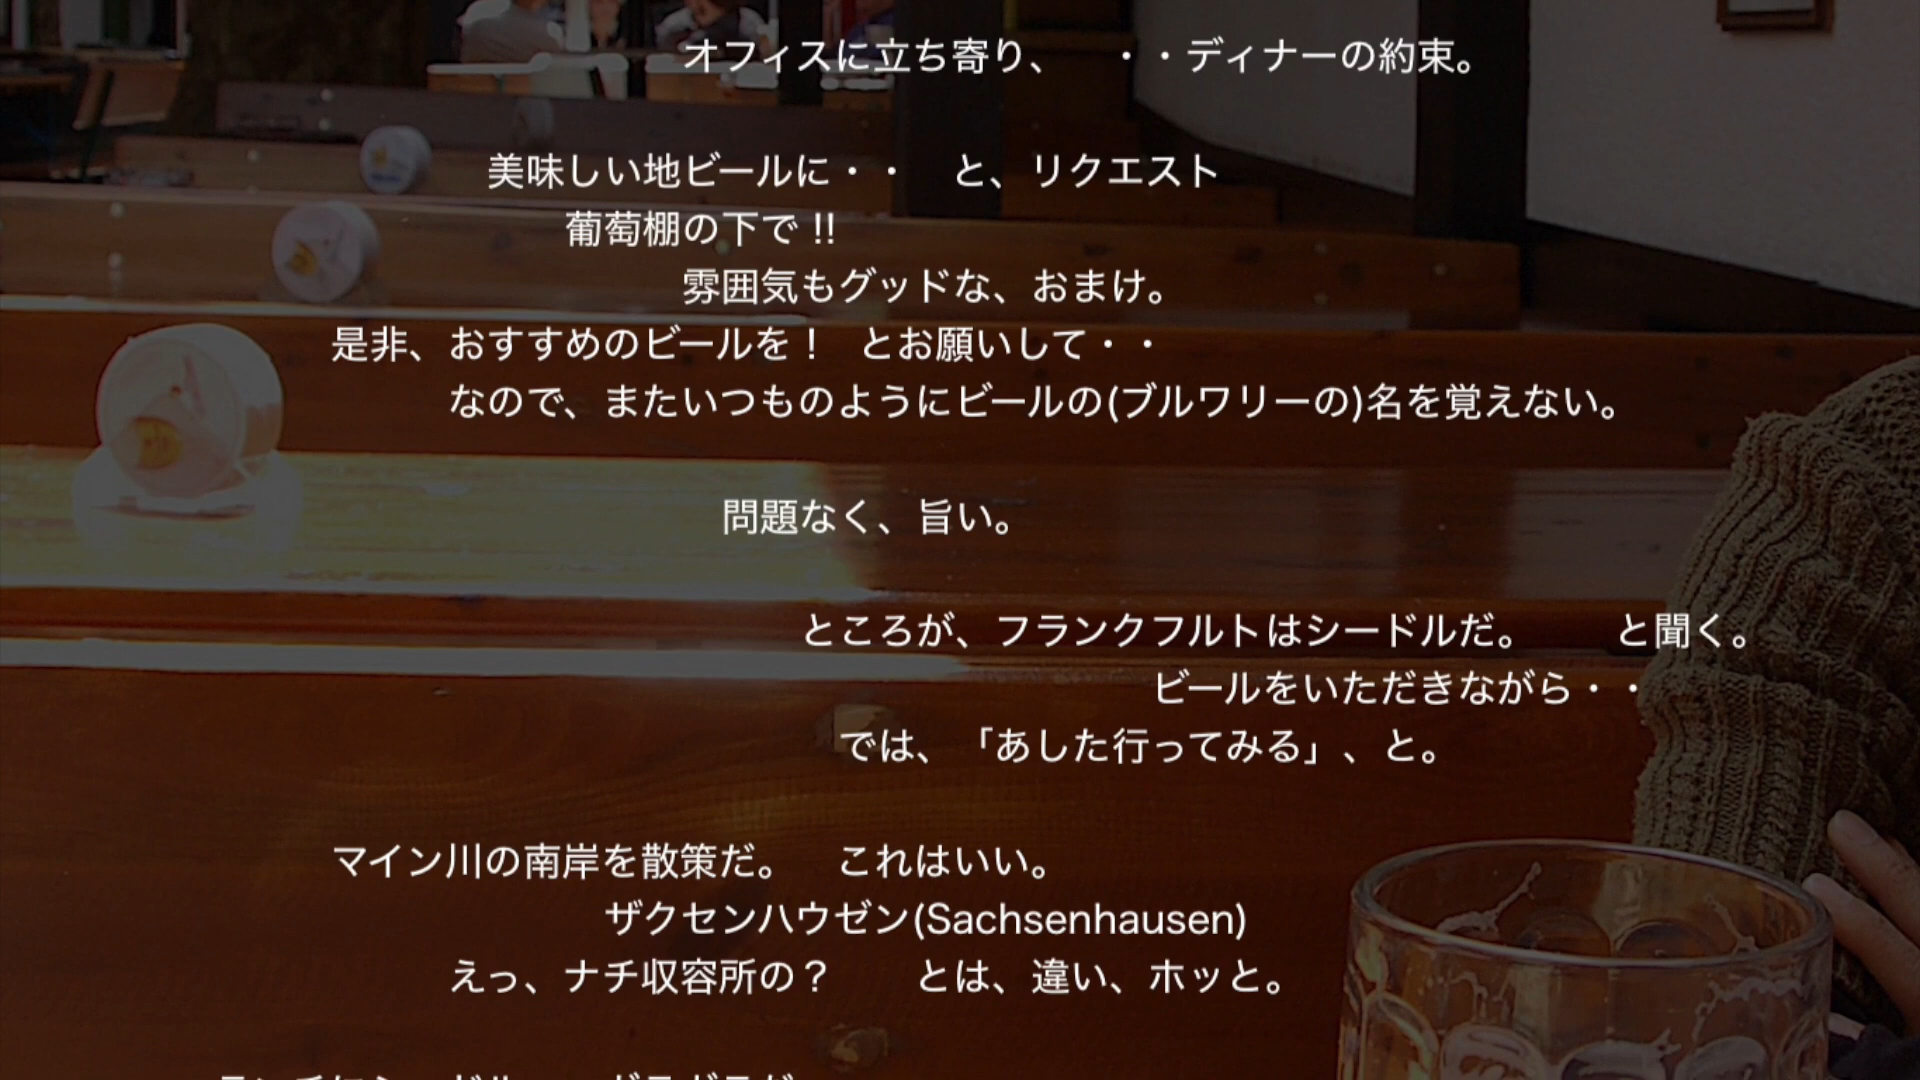 オフィスに立ち寄り、　・・ディナーの約束。
美味しい地ビールに・・　と、リクエスト
葡萄棚の下で !!
雰囲気もグッドな、おまけ。
是非、おすすめのビールを！　とお願いして・・
なので、またいつものようにビールの(ブルワリーの)名を覚えない。
問題なく、旨い。
ところが、フランクフルトはシードルだ。　　と聞く。
ビールをいただきながら・・
では、「あした行ってみる」、と。
マイン川の南岸を散策だ。　これはいい。
ザクセンハウゼン(Sachsenhausen)
えっ、ナチ収容所の？　　とは、違い、ホッと。